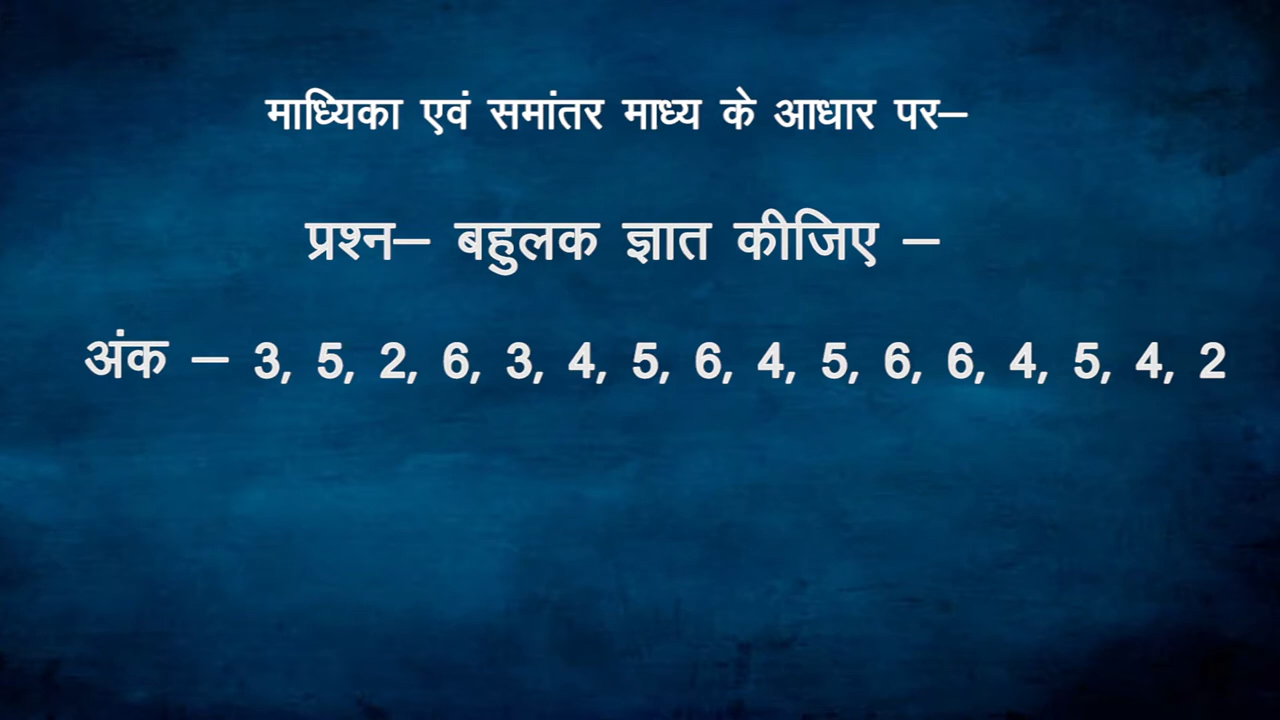 माध्यिका एवं समांतर माध्य के आधार पर–
प्रश्न– बहुलक ज्ञात कीजिए –
अंक – 3, 5, 2, 6, 3, 4, 5, 6, 4, 5, 6, 6, 4, 5, 4, 2